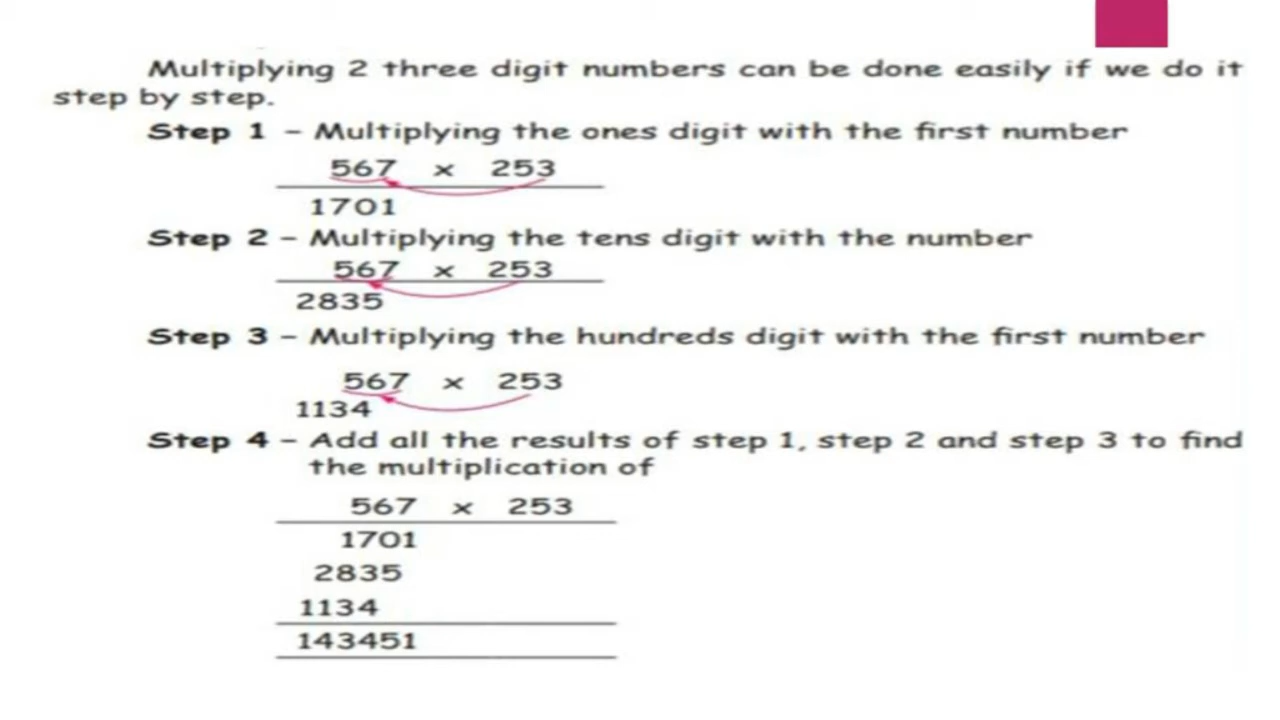 Multiplying 2 three digit numbers can be done easily if we do it
step by step.
Step 1 – Multiplying the ones digit with the first number
567 x 253
1701
Step 2 – Multiplying the tens digit with the number
567 x 253
2835
Step 3 – Multiplying the hundreds digit with the first number
567 x 253
1134
Step 4 – Add all the results of step 1, step 2 and step 3 to find
the multiplication of
567 x 253
1701
2835
1134
143451